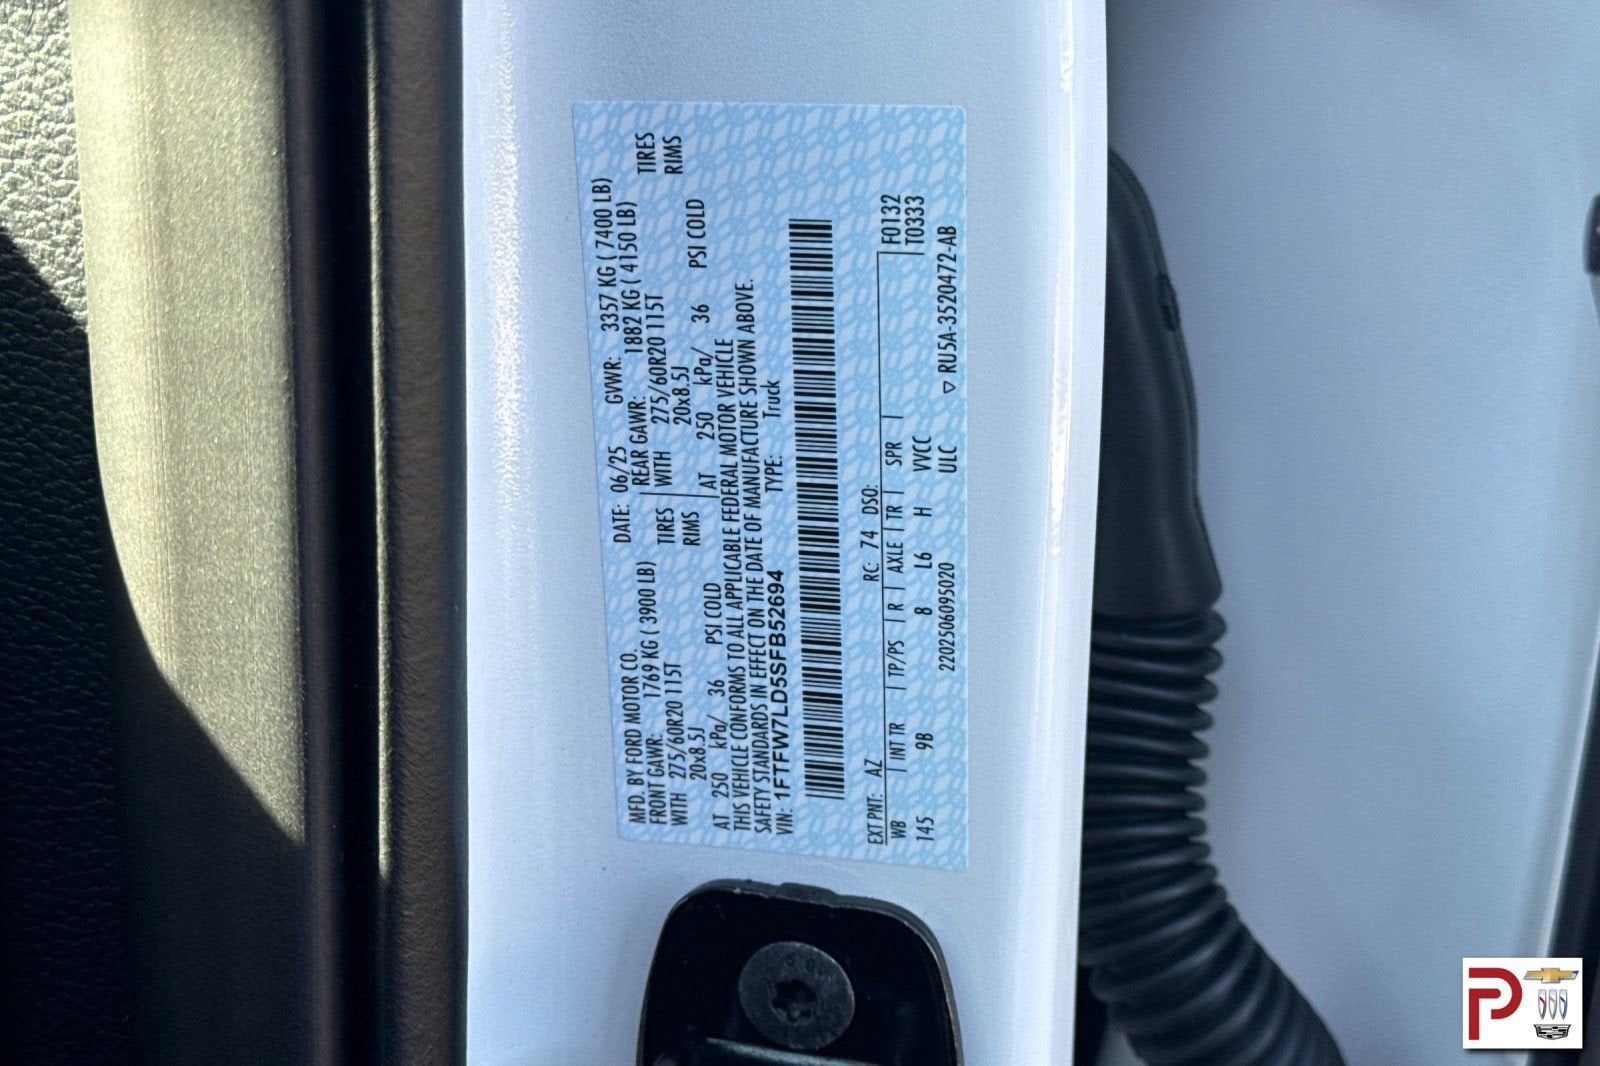 MFD. BY FORD MOTOR CO.
DATE: 06/25 GVWR: 3357 KG ( 7400 LB)
FRONT GAWR: 1769 KG ( 3900 LB) REAR GAWR: 1882 KG ( 4150 LB)
WITH 275/60R20 115T TIRES WITH 275/60R20 115T TIRES
20x8.5J RIMS 20x8.5J RIMS
AT 250 kPa/ 36 PSI COLD AT 250 kPa/ 36 PSI COLD
THIS VEHICLE CONFORMS TO ALL APPLICABLE FEDERAL MOTOR VEHICLE
SAFETY STANDARDS IN EFFECT ON THE DATE OF MANUFACTURE SHOWN ABOVE.
VIN: 1FTFW7LD5SFB52694 TYPE: Truck
F0132
T0333
EXT PNT: AZ RC: 74 DSO:
WB INT TR TP/PS R AXLE TR SPR
145 9B 8 L6 H VVCC
220250609502​0 ULC ▽ RU5A-3520472-AB
P